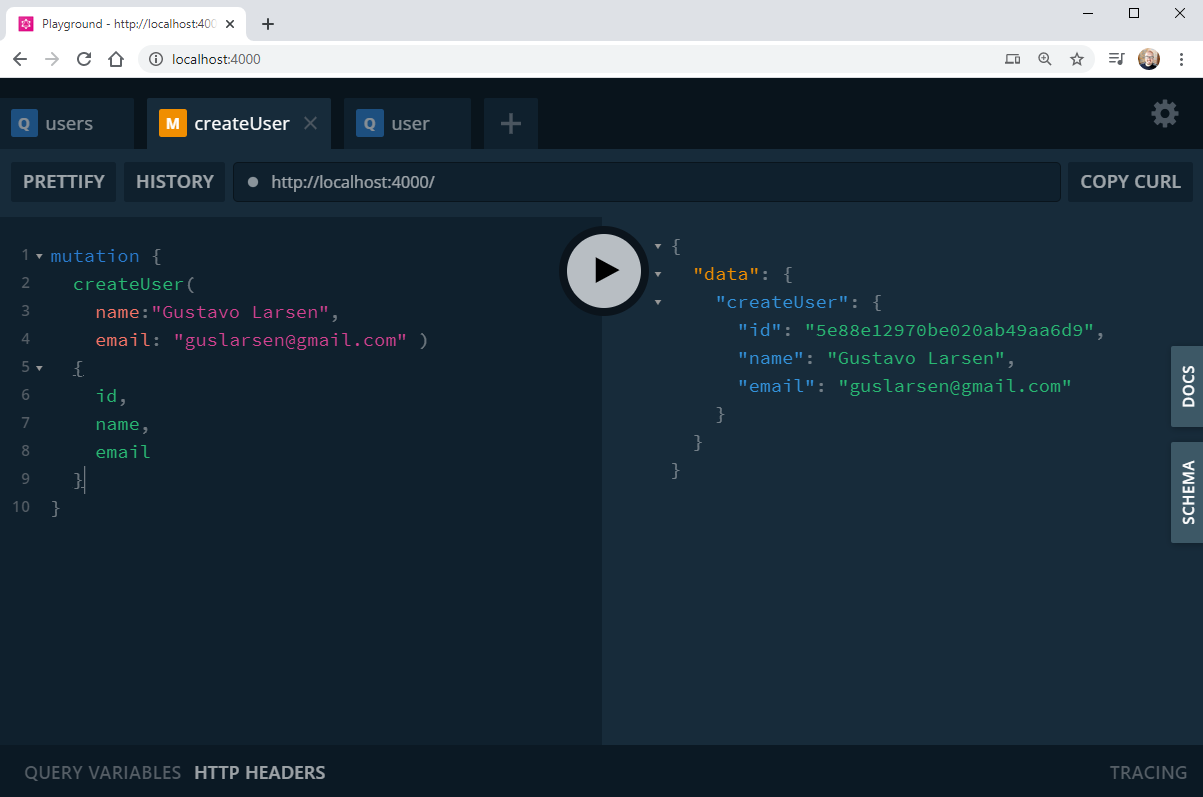 Playground - http://localhost:400
localhost:4000
Q users
M createUser
Q user
PRETTIFY
HISTORY
http://localhost:4000/
COPY CURL
1 mutation {
2 createUser(
3 name:"Gustavo Larsen",
4 email: "guslarsen@gmail.com" )
5 {
6 id,
7 name,
8 email
9 }
10 }
{
"data": {
"createUser": {
"id": "5e88e12970be020ab49aa6d9",
"name": "Gustavo Larsen",
"email": "guslarsen@gmail.com"
}
}
}
DOCS
SCHEMA
QUERY VARIABLES
HTTP HEADERS
TRACING